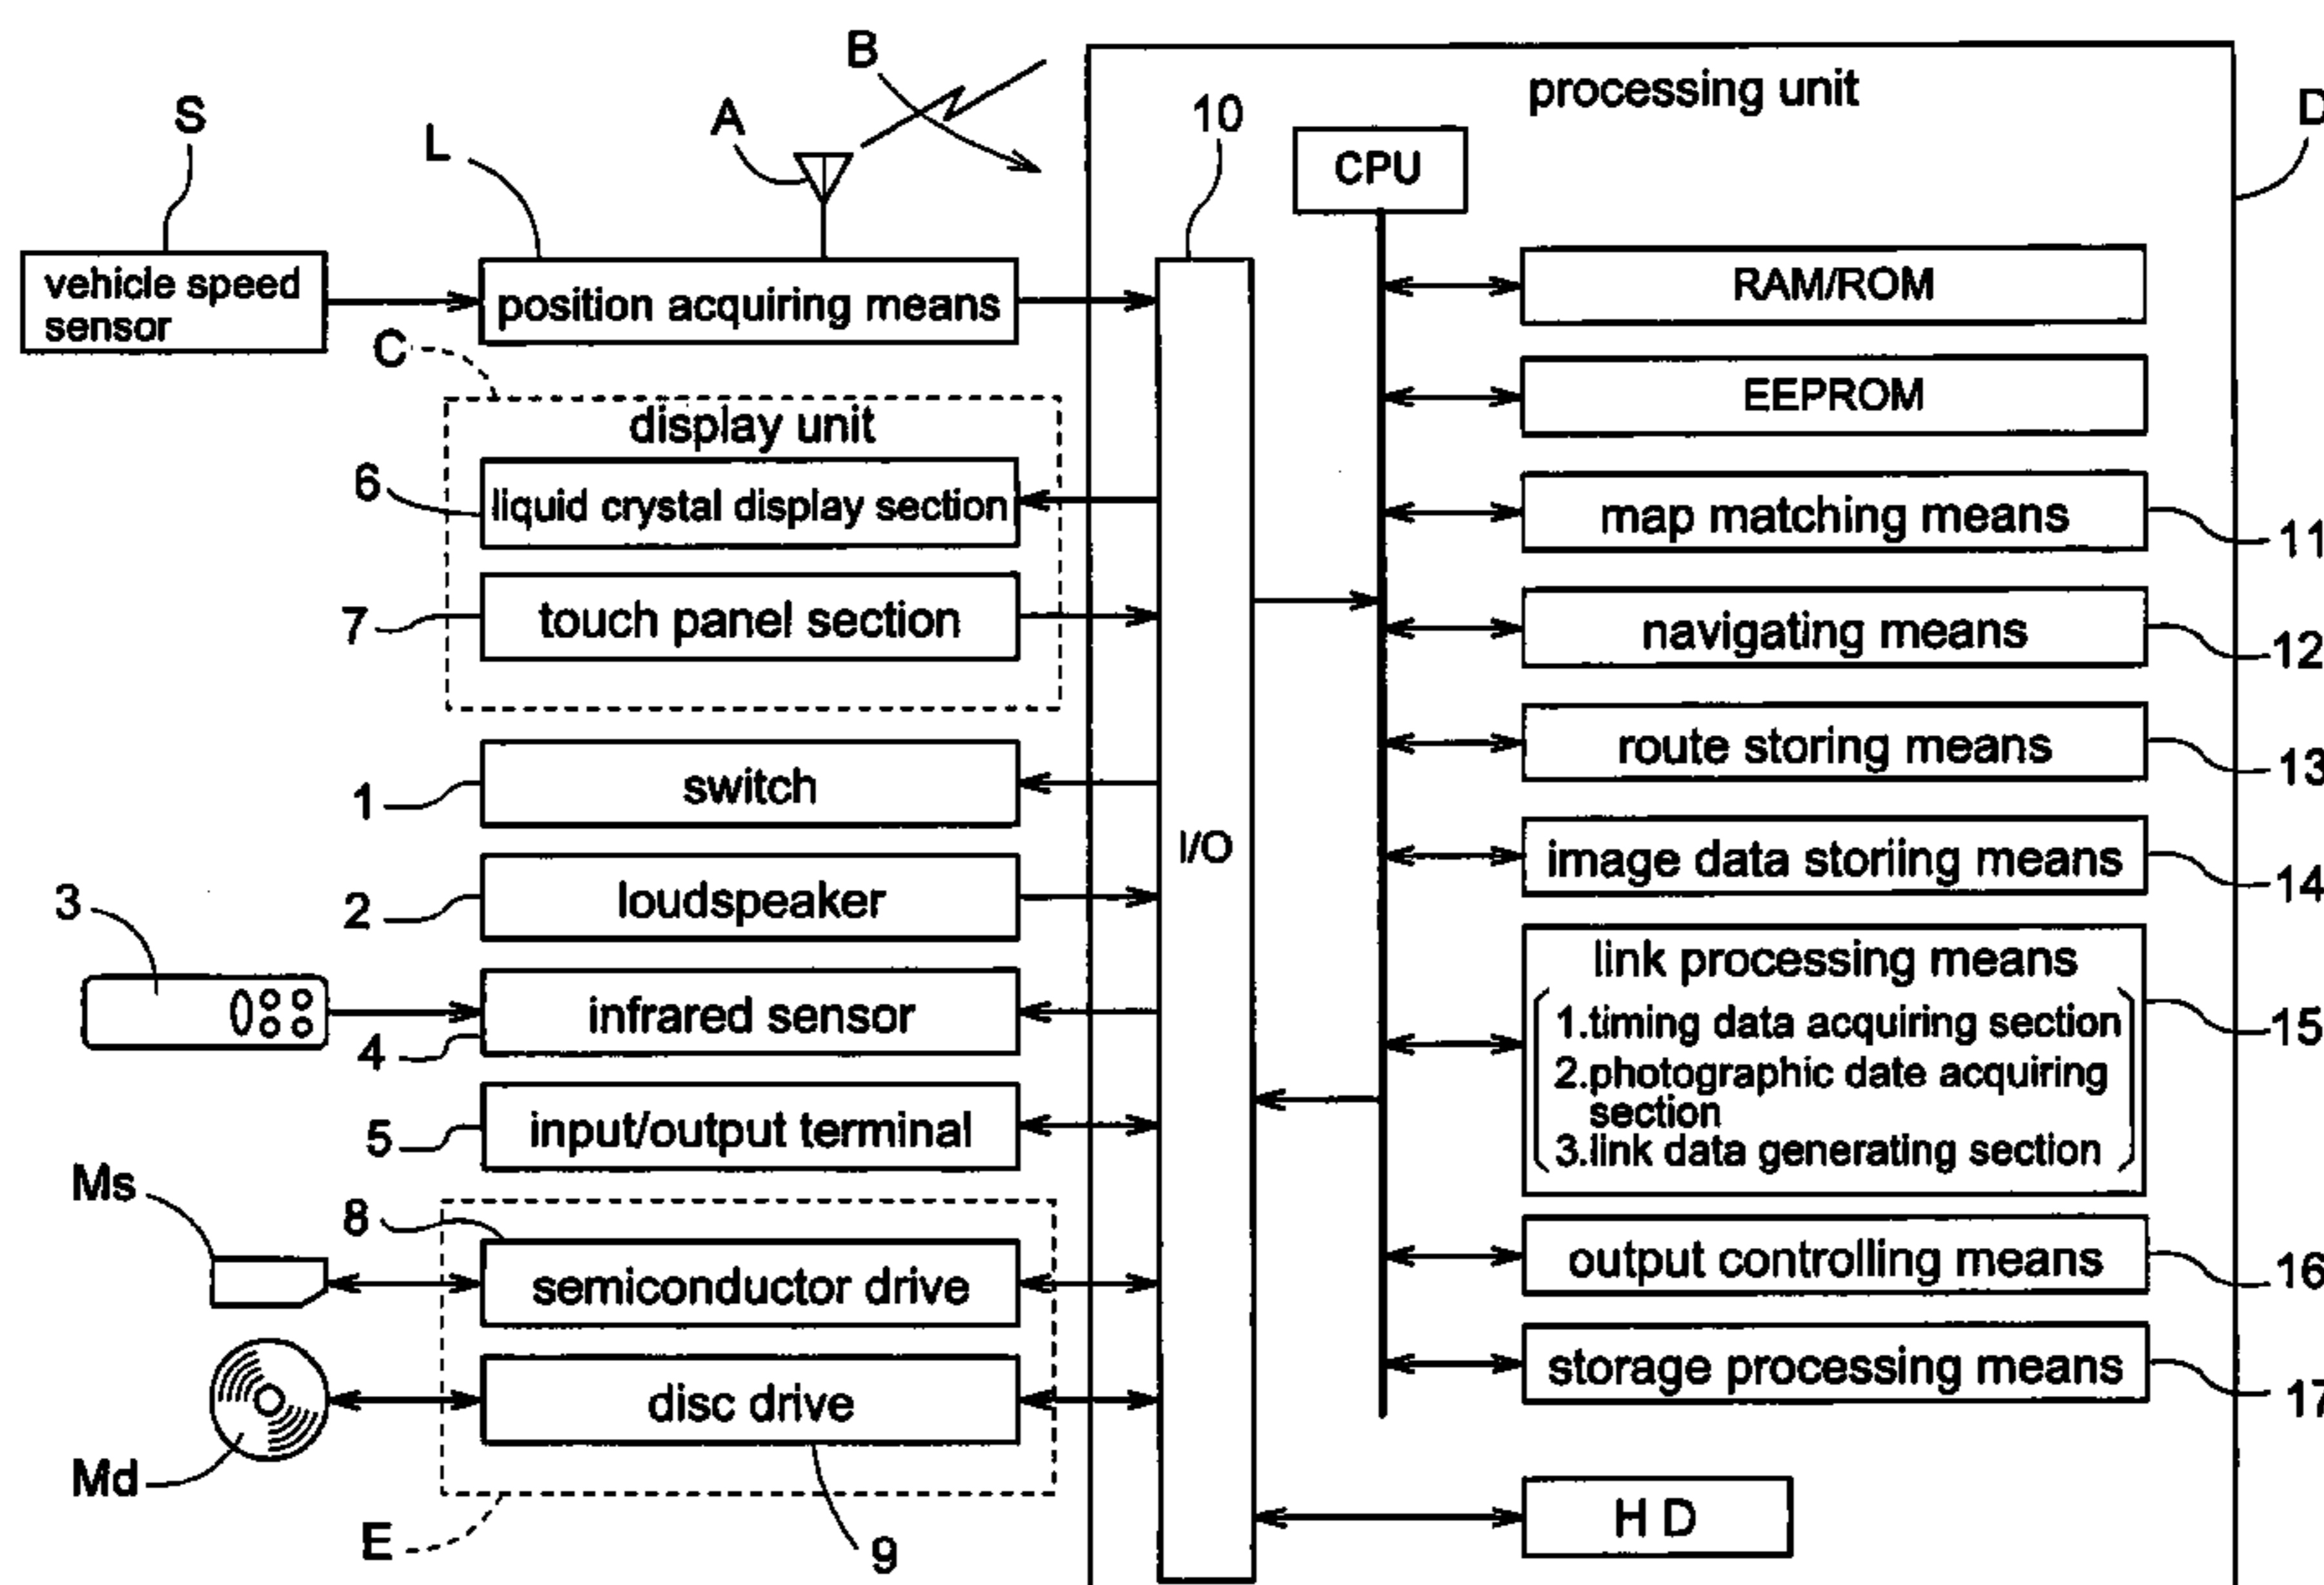 B
processing unit
D
S
L
A
10
CPU
vehicle speed
sensor
position acquiring means
RAM/ROM
C
EEPROM
display unit
6
liquid crystal display section
map matching means
11
7
touch panel section
navigating means
12
route storing means
13
1
switch
I/O
image data storiing means
14
3
2
loudspeaker
link processing means
1.timing data acquiring section
2.photographic date acquiring
section
3.link data generating section
15
infrared sensor
4
5
input/output terminal
Ms
8
semiconductor drive
output controlling means
16
disc drive
storage processing means
17
Md
E
9
H D